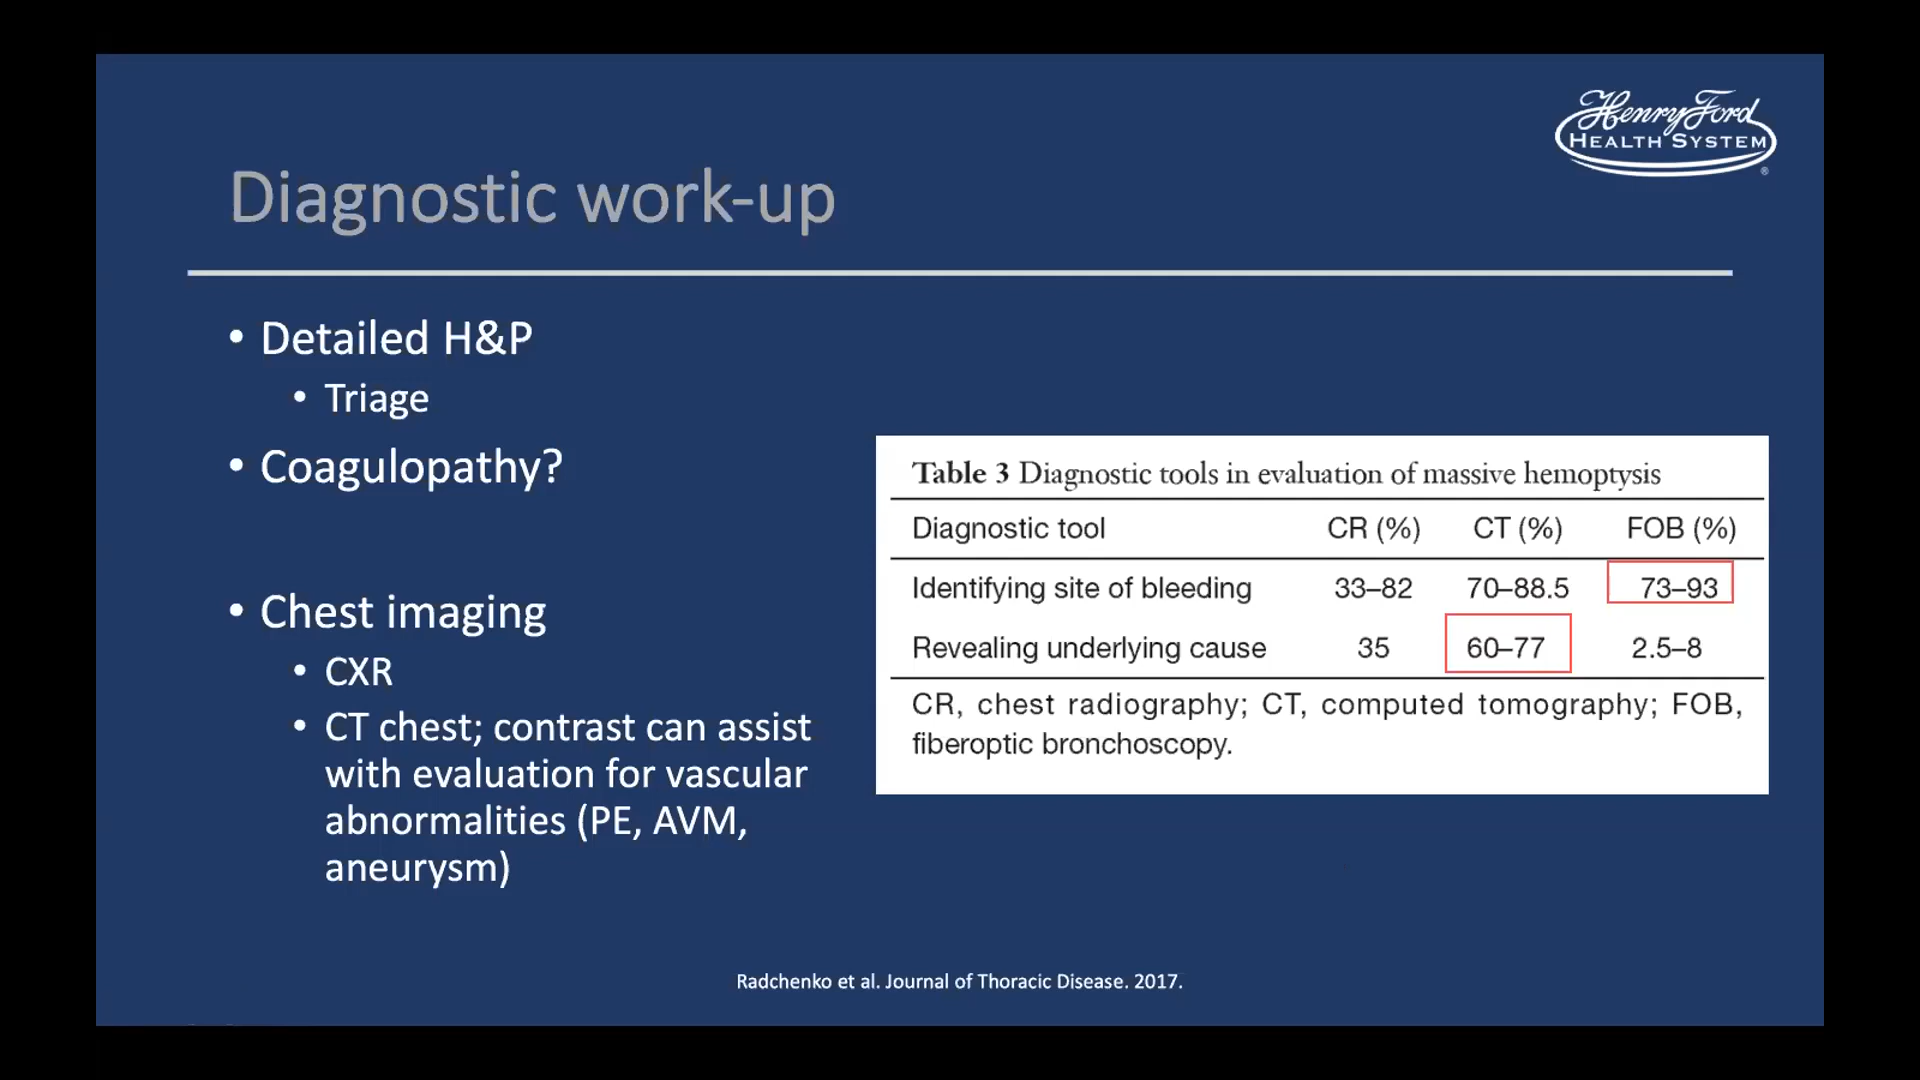 Henry Ford
HEALTH SYSTEM
®
Diagnostic work-up
• Detailed H&P
• Triage
• Coagulopathy?
• Chest imaging
• CXR
• CT chest; contrast can assist
with evaluation for vascular
abnormalities (PE, AVM,
aneurysm)
Table 3 Diagnostic tools in evaluation of massive hemoptysis
Diagnostic tool CR (%) CT (%) FOB (%)
Identifying site of bleeding 33–82 70–88.5 73–93
Revealing underlying cause 35 60–77 2.5–8
CR, chest radiography; CT, computed tomography; FOB,
fiberoptic bronchoscopy.
Radchenko et al. Journal of Thoracic Disease. 2017.